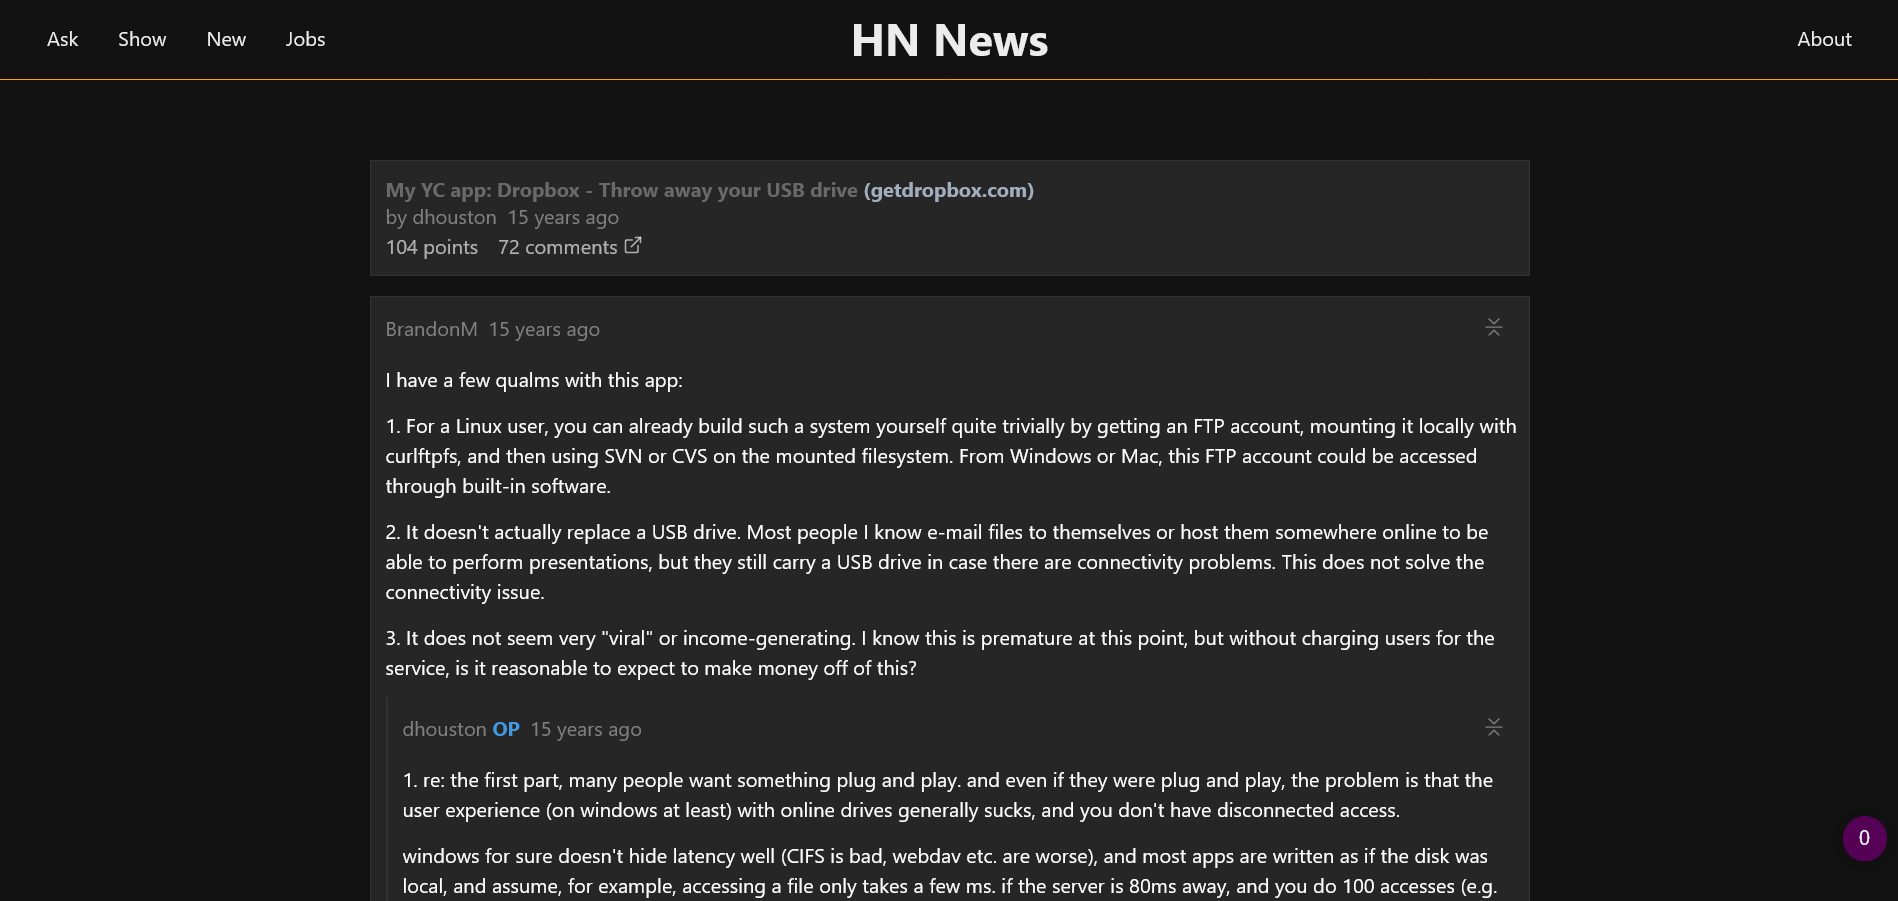 Ask Show New Jobs HN News About
My YC app: Dropbox - Throw away your USB drive (getdropbox.com)
by dhouston 15 years ago
104 points 72 comments
BrandonM 15 years ago
I have a few qualms with this app:
1. For a Linux user, you can already build such a system yourself quite trivially by getting an FTP account, mounting it locally with
curlftpfs, and then using SVN or CVS on the mounted filesystem. From Windows or Mac, this FTP account could be accessed
through built-in software.
2. It doesn't actually replace a USB drive. Most people I know e-mail files to themselves or host them somewhere online to be
able to perform presentations, but they still carry a USB drive in case there are connectivity problems. This does not solve the
connectivity issue.
3. It does not seem very "viral" or income-generating. I know this is premature at this point, but without charging users for the
service, is it reasonable to expect to make money off of this?
dhouston OP 15 years ago
1. re: the first part, many people want something plug and play. and even if they were plug and play, the problem is that the
user experience (on windows at least) with online drives generally sucks, and you don't have disconnected access.
windows for sure doesn't hide latency well (CIFS is bad, webdav etc. are worse), and most apps are written as if the disk was
local, and assume, for example, accessing a file only takes a few ms. if the server is 80ms away, and you do 100 accesses (e.g.
0